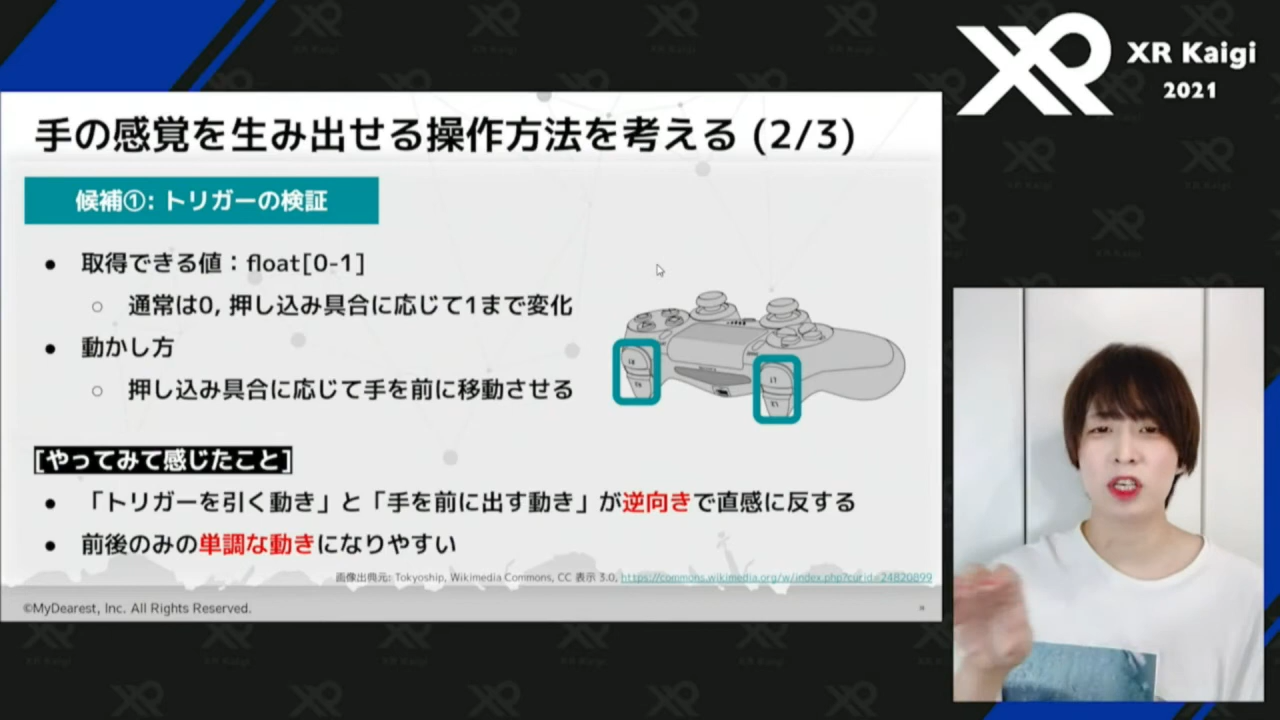 XR Kaigi
2021
手の感覚を生み出せる操作方法を考える (2/3)
候補①: トリガーの検証
● 取得できる値：float[0-1]
○ 通常は0, 押し込み具合に応じて1まで変化
● 動かし方
○ 押し込み具合に応じて手を前に移動させる
[やってみて感じたこと]
● 「トリガーを引く動き」と「手を前に出す動き」が逆向きで直感に反する
● 前後のみの単調な動きになりやすい
画像出典元: Tokyoship, Wikimedia Commons, CC 表示 3.0, https://commons.wikimedia.org/w/index.php?curid=24820899
©MyDearest, Inc. All Rights Reserved.